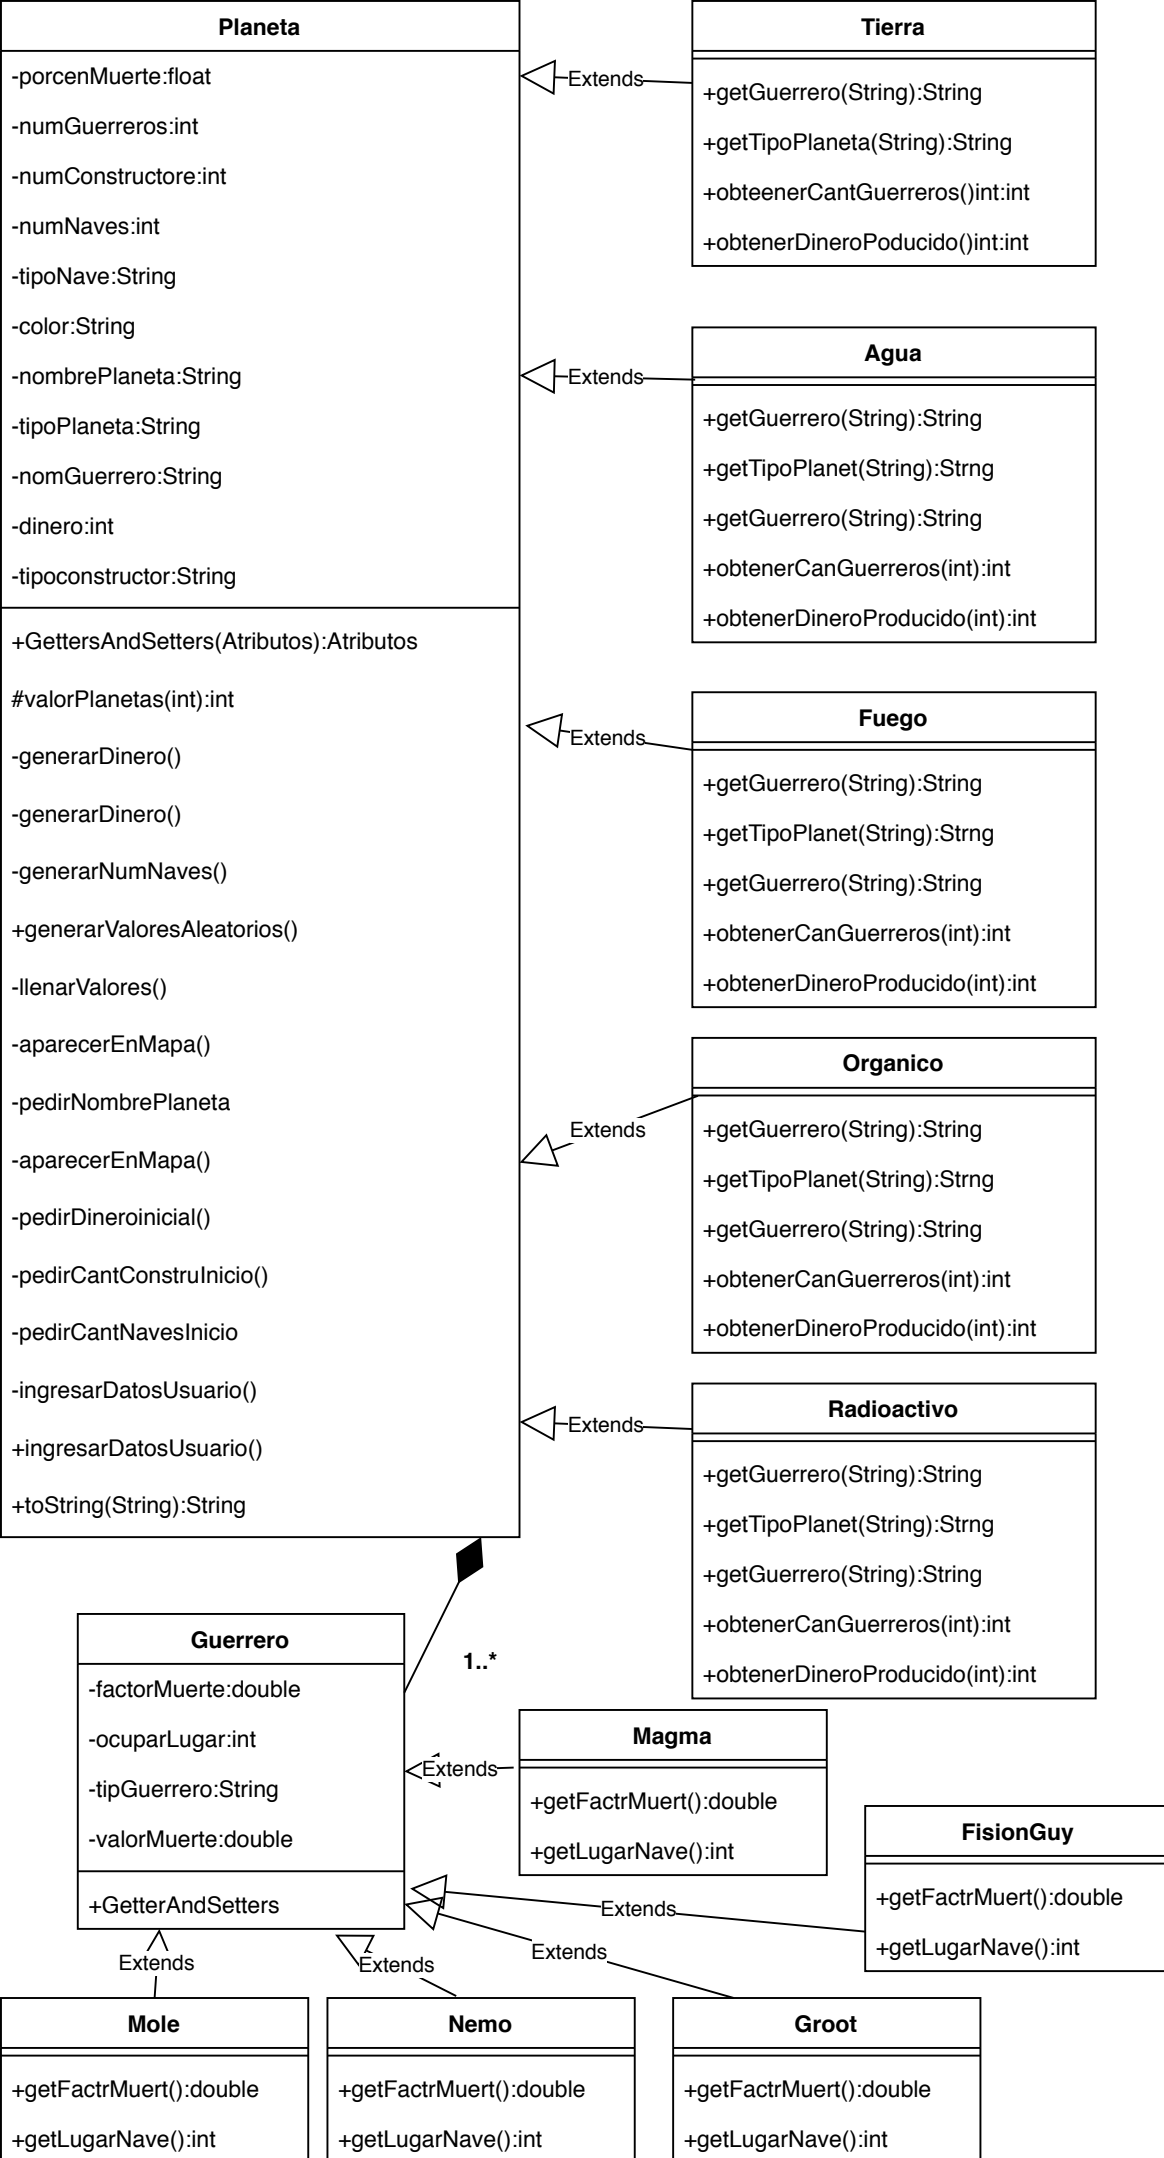 Planeta
-porcenMuerte:float
-numGuerreros:int
-numConstructore:int
-numNaves:int
-tipoNave:String
-color:String
-nombrePlaneta:String
-tipoPlaneta:String
-nomGuerrero:String
-dinero:int
-tipoconstructor:String
+GettersAndSetters(Atributos):Atributos
#valorPlanetas(int):int
-generarDinero()
-generarDinero()
-generarNumNaves()
+generarValoresAleatorios()
-llenarValores()
-aparecerEnMapa()
-pedirNombrePlaneta
-aparecerEnMapa()
-pedirDineroinicial()
-pedirCantConstruInicio()
-pedirCantNavesInicio
-ingresarDatosUsuario()
+ingresarDatosUsuario()
+toString(String):String
Extends
Tierra
+getGuerrero(String):String
+getTipoPlaneta(String):String
+obteenerCantGuerreros()int:int
+obtenerDineroPoducido()int:int
Extends
Agua
+getGuerrero(String):String
+getTipoPlanet(String):Strng
+getGuerrero(String):String
+obtenerCanGuerreros(int):int
+obtenerDineroProducido(int):int
Extends
Fuego
+getGuerrero(String):String
+getTipoPlanet(String):Strng
+getGuerrero(String):String
+obtenerCanGuerreros(int):int
+obtenerDineroProducido(int):int
Extends
Organico
+getGuerrero(String):String
+getTipoPlanet(String):Strng
+getGuerrero(String):String
+obtenerCanGuerreros(int):int
+obtenerDineroProducido(int):int
Extends
Radioactivo
+getGuerrero(String):String
+getTipoPlanet(String):Strng
+getGuerrero(String):String
+obtenerCanGuerreros(int):int
+obtenerDineroProducido(int):int
1..*
Guerrero
-factorMuerte:double
-ocuparLugar:int
-tipGuerrero:String
-valorMuerte:double
+GetterAndSetters
Extends
Magma
+getFactrMuert():double
+getLugarNave():int
Extends
FisionGuy
+getFactrMuert():double
+getLugarNave():int
Extends
Extends
Extends
Mole
+getFactrMuert():double
+getLugarNave():int
Nemo
+getFactrMuert():double
+getLugarNave():int
Groot
+getFactrMuert():double
+getLugarNave():int